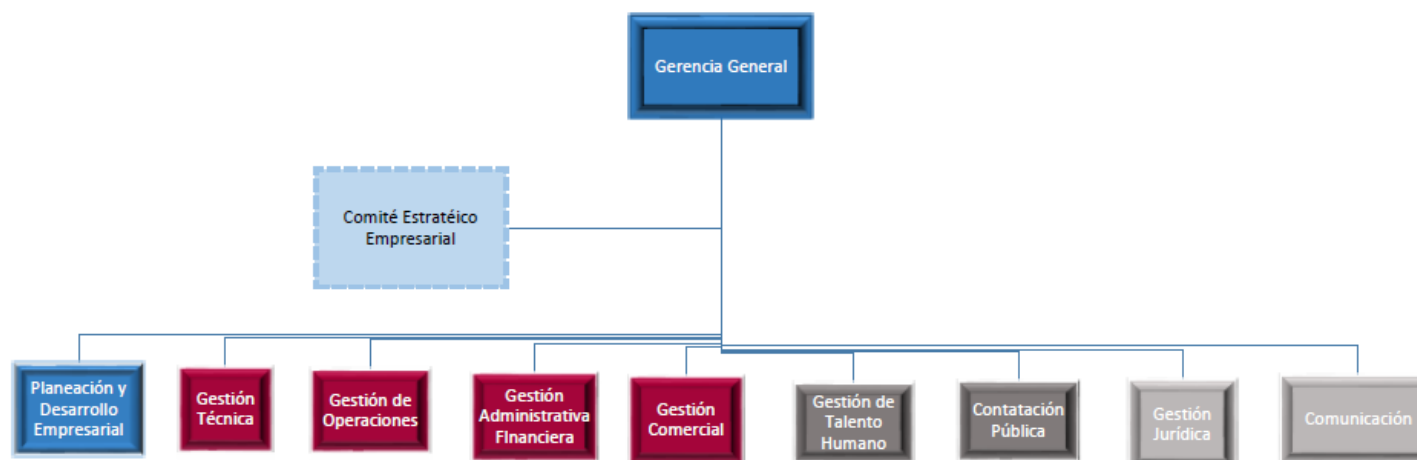 Gerencia General
Comité Estratéico
Empresarial
Planeación y
Desarrollo
Empresarial
Gestión
Técnica
Gestión de
Operaciones
Gestión
Administrativa
FInanciera
Gestión
Comercial
Gestión de
Talento
Humano
Contatación
Pública
Gestión
Jurídica
Comunicación